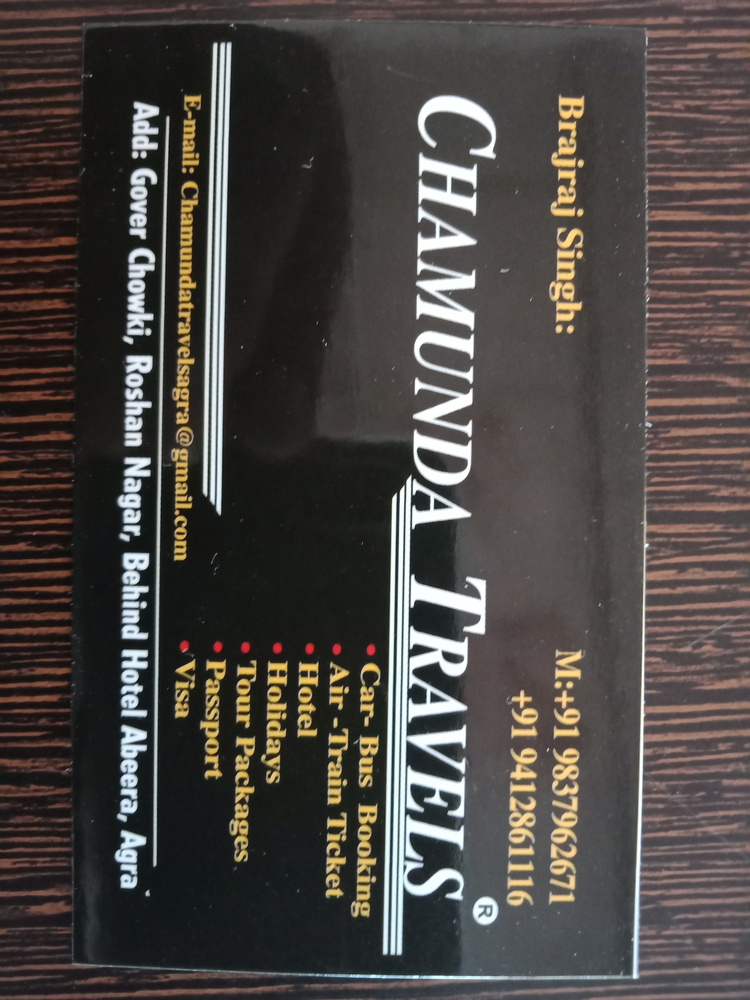 Brajraj Singh:
M:+91 9837962671
+91 9412861116
CHAMUNDA TRAVELS ®
• Car- Bus Booking
• Air -Train Ticket
• Hotel
• Holidays
• Tour Packages
• Passport
• Visa
E-mail: Chamundatravelsagra@gmail.com
Add: Gover Chowki, Roshan Nagar, Behind Hotel Abeera, Agra